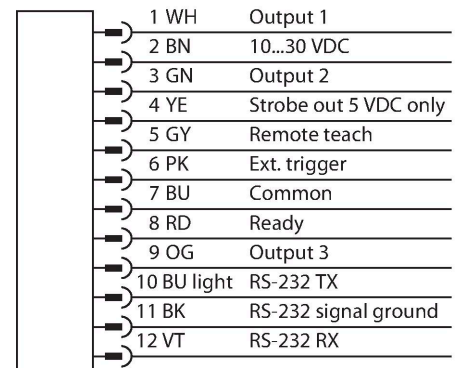 1 WH Output 1
2 BN 10...30 VDC
3 GN Output 2
4 YE Strobe out 5 VDC only
5 GY Remote teach
6 PK Ext. trigger
7 BU Common
8 RD Ready
9 OG Output 3
10 BU light RS-232 TX
11 BK RS-232 signal ground
12 VT RS-232 RX